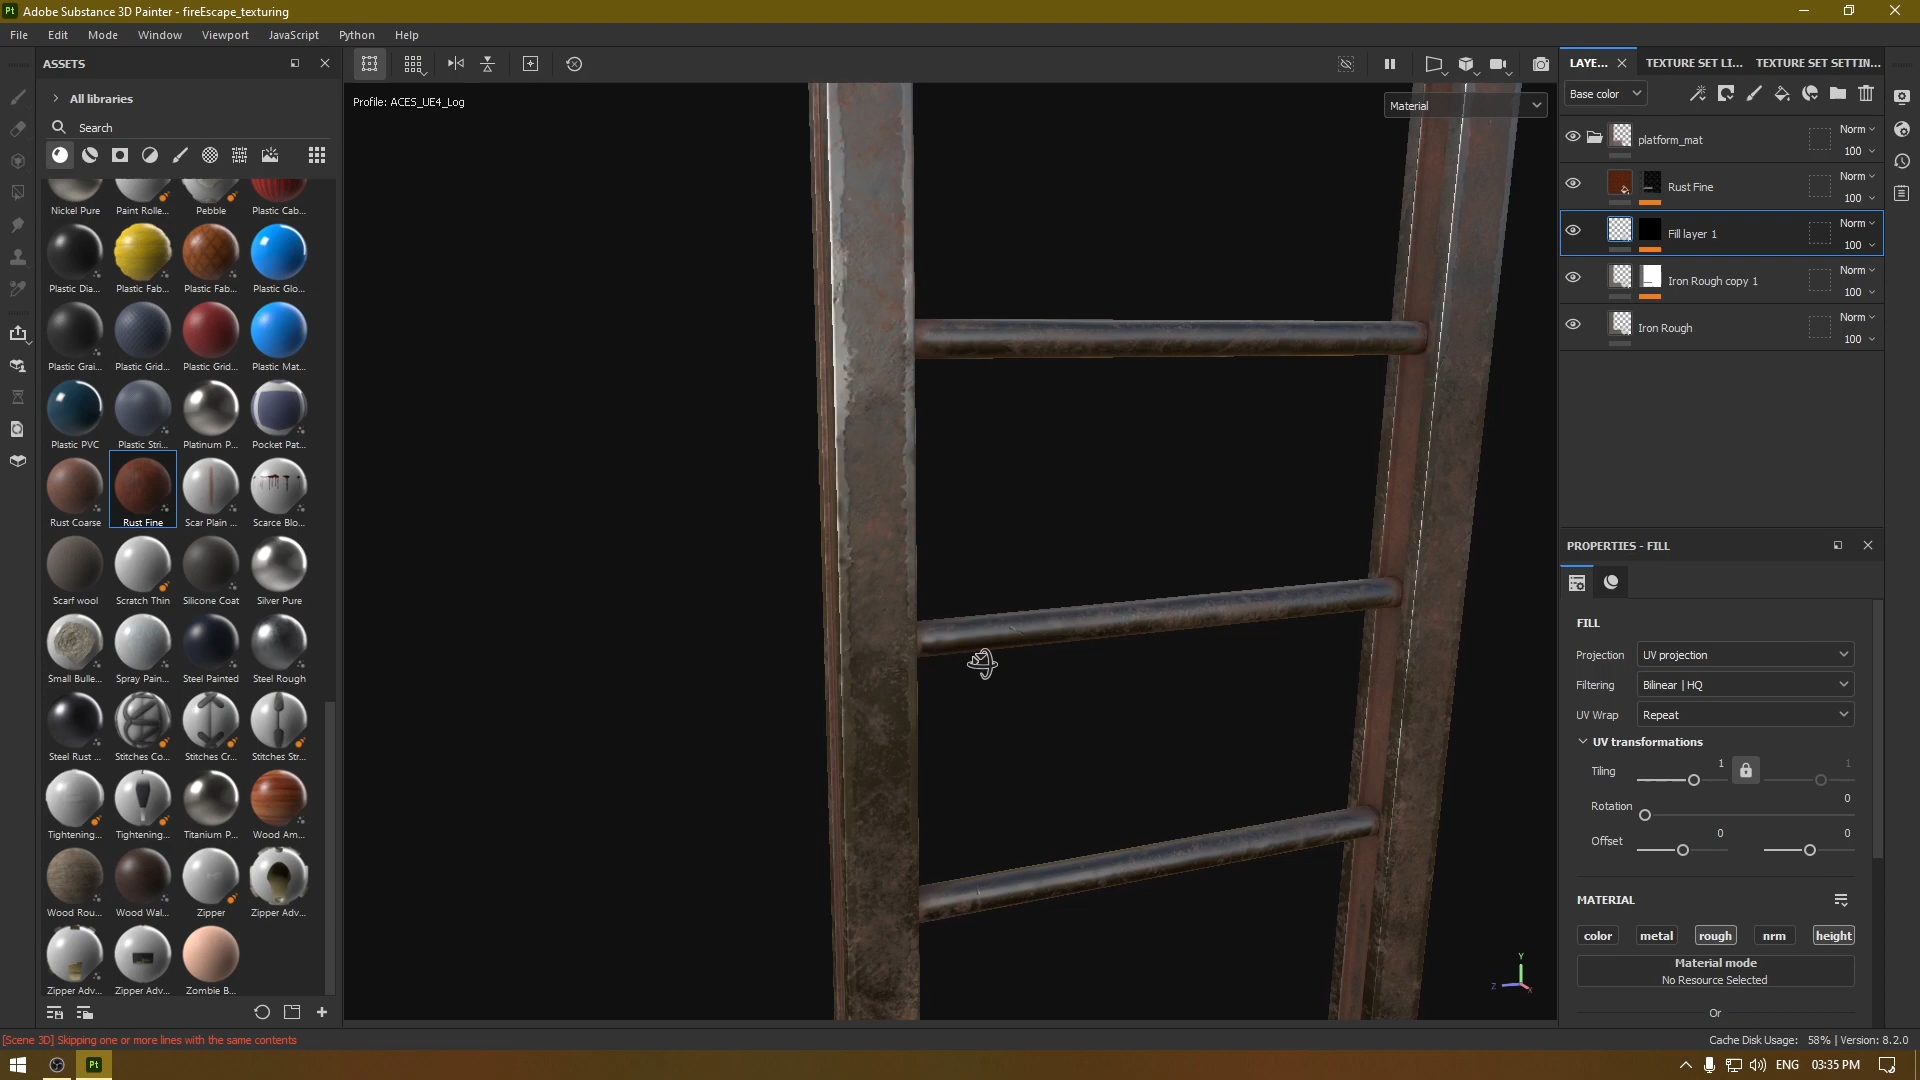 Adobe Substance 3D Painter - fireEscape_texturing
File Edit Mode Window Viewport JavaScript Python Help
ASSETS
All libraries
Search
Nickel Pure Paint Rolle... Pebble Plastic Cab...
Plastic Dia... Plastic Fab... Plastic Fab... Plastic Glo...
Plastic Grai... Plastic Grid... Plastic Grid... Plastic Mat...
Plastic PVC Plastic Stri... Platinum P... Pocket Pat...
Rust Coarse Rust Fine Scar Plain ... Scarce Blo...
Scarf wool Scratch Thin Silicone Coat Silver Pure
Small Bulle... Spray Pain... Steel Painted Steel Rough
Steel Rust ... Stitches Co... Stitches Cr... Stitches Str...
Tightening... Tightening... Titanium P... Wood Am...
Wood Rou... Wood Wal... Zipper Zipper Adv...
Zipper Adv... Zipper Adv... Zombie B...
Profile: ACES_UE4_Log
Material
Y
Z
X
LAYE... TEXTURE SET LI... TEXTURE SET SETTIN...
Base color
platform_mat Norm
100
Rust Fine Norm
100
Fill layer 1 Norm
100
Iron Rough copy 1 Norm
100
Iron Rough Norm
100
PROPERTIES - FILL
FILL
Projection UV projection
Filtering Bilinear | HQ
UV Wrap Repeat
UV transformations
Tiling 1 1
Rotation 0
Offset 0 0
MATERIAL
color metal rough nrm height
Material mode
No Resource Selected
Or
[Scene 3D] Skipping one or more lines with the same contents
Cache Disk Usage: 58% | Version: 8.2.0
Pt
ENG 03:35 PM